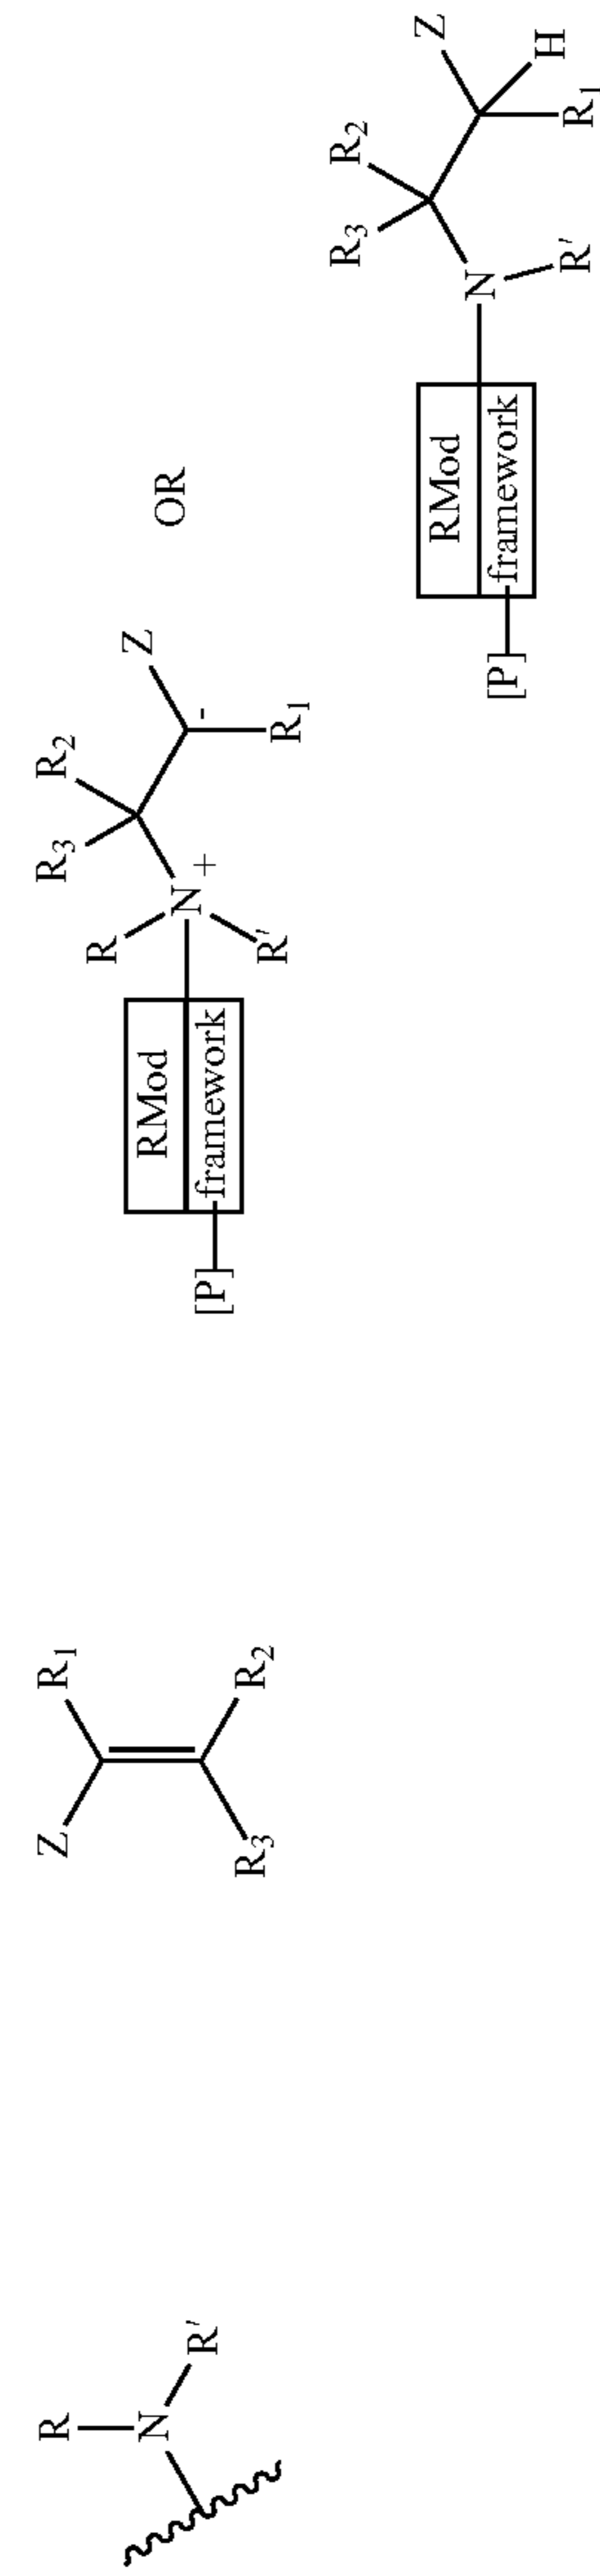 R
N
R'
Z R₁
R₃ R₂
R₃ R₂
R Z
RMod N +
-
[P] framework
R' R₁
OR
R₃ R₂ Z
RMod N
[P] framework
H
R' R₁